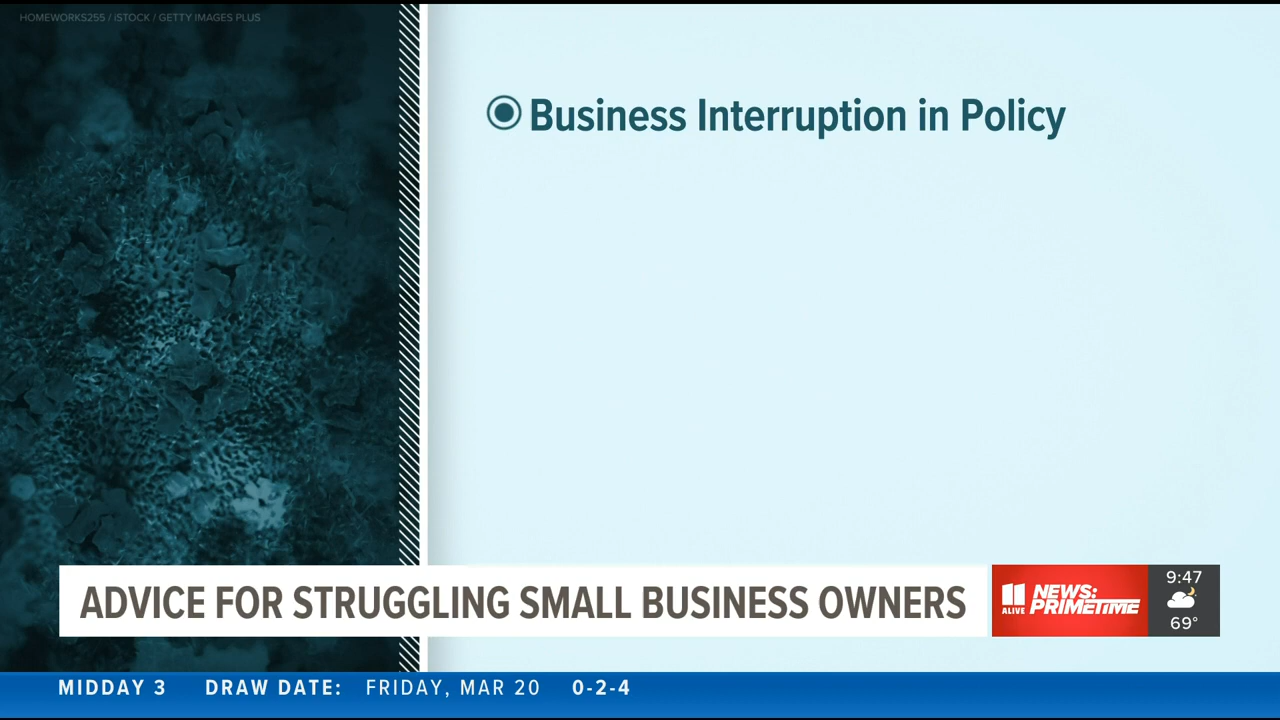 HOMEWORKS255 / iSTOCK / GETTY IMAGES PLUS
Business Interruption in Policy
ADVICE FOR STRUGGLING SMALL BUSINESS OWNERS
11 ALIVE NEWS: PRIMETIME
9:47
69°
MIDDAY 3 DRAW DATE: FRIDAY, MAR 20 0-2-4